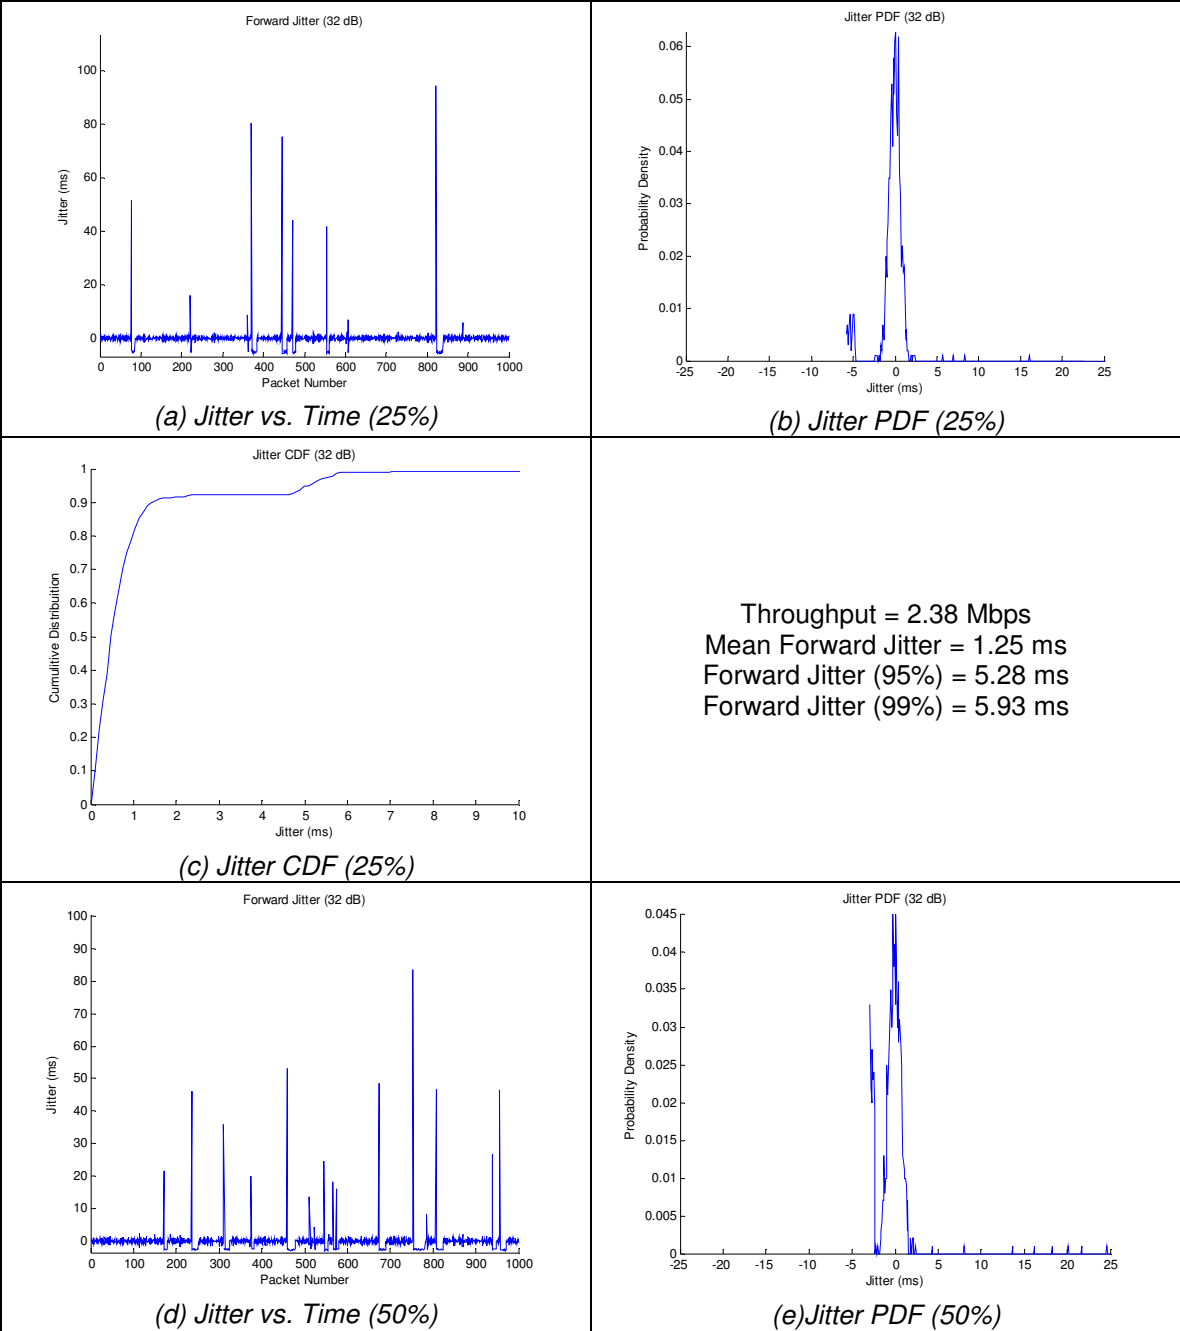 Forward Jitter (32 dB)
100
80
60
40
20
0
Jitter (ms)
0 100 200 300 400 500 600 700 800 900 1000
Packet Number
(a) Jitter vs. Time (25%)
Jitter PDF (32 dB)
0.06
0.05
0.04
0.03
0.02
0.01
0
Probability Density
-25 -20 -15 -10 -5 0 5 10 15 20 25
Jitter (ms)
(b) Jitter PDF (25%)
Jitter CDF (32 dB)
1
0.9
0.8
0.7
0.6
0.5
0.4
0.3
0.2
0.1
0
Cumulitive Distribuition
0 1 2 3 4 5 6 7 8 9 10
Jitter (ms)
(c) Jitter CDF (25%)
Throughput = 2.38 Mbps
Mean Forward Jitter = 1.25 ms
Forward Jitter (95%) = 5.28 ms
Forward Jitter (99%) = 5.93 ms
Forward Jitter (32 dB)
100
90
80
70
60
50
40
30
20
10
0
Jitter (ms)
0 100 200 300 400 500 600 700 800 900 1000
Packet Number
(d) Jitter vs. Time (50%)
Jitter PDF (32 dB)
0.045
0.04
0.035
0.03
0.025
0.02
0.015
0.01
0.005
0
Probability Density
-25 -20 -15 -10 -5 0 5 10 15 20 25
Jitter (ms)
(e)Jitter PDF (50%)